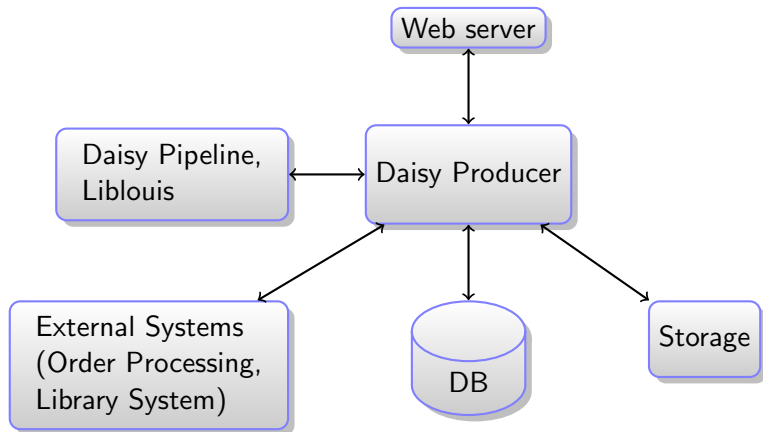 Web server
Daisy Pipeline,
Liblouis
Daisy Producer
External Systems
(Order Processing,
Library System)
DB
Storage